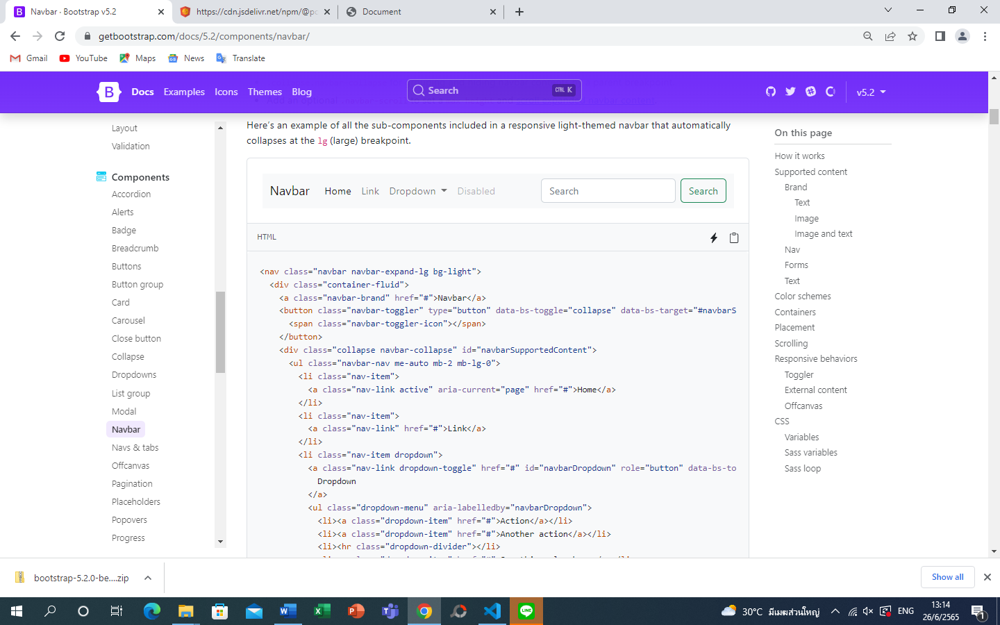 Navbar · Bootstrap v5.2
https://cdn.jsdelivr.net/npm/@po
Document
getbootstrap.com/docs/5.2/components/navbar/
Gmail
YouTube
Maps
News
Translate
B
Docs
Examples
Icons
Themes
Blog
Search
CTRL K
v5.2
Layout
Validation
Components
Accordion
Alerts
Badge
Breadcrumb
Buttons
Button group
Card
Carousel
Close button
Collapse
Dropdowns
List group
Modal
Navbar
Navs & tabs
Offcanvas
Pagination
Placeholders
Popovers
Progress
Here's an example of all the sub-components included in a responsive light-themed navbar that automatically
collapses at the lg (large) breakpoint.
Navbar
Home
Link
Dropdown
Disabled
Search
Search
HTML
<nav class="navbar navbar-expand-lg bg-light">
<div class="container-fluid">
<a class="navbar-brand" href="#">Navbar</a>
<button class="navbar-toggler" type="button" data-bs-toggle="collapse" data-bs-target="#navbarS
<span class="navbar-toggler-icon"></span>
</button>
<div class="collapse navbar-collapse" id="navbarSupportedContent">
<ul class="navbar-nav me-auto mb-2 mb-lg-0">
<li class="nav-item">
<a class="nav-link active" aria-current="page" href="#">Home</a>
</li>
<li class="nav-item">
<a class="nav-link" href="#">Link</a>
</li>
<li class="nav-item dropdown">
<a class="nav-link dropdown-toggle" href="#" id="navbarDropdown" role="button" data-bs-to
Dropdown
</a>
<ul class="dropdown-menu" aria-labelledby="navbarDropdown">
<li><a class="dropdown-item" href="#">Action</a></li>
<li><a class="dropdown-item" href="#">Another action</a></li>
<li><hr class="dropdown-divider"></li>
On this page
How it works
Supported content
Brand
Text
Image
Image and text
Nav
Forms
Text
Color schemes
Containers
Placement
Scrolling
Responsive behaviors
Toggler
External content
Offcanvas
CSS
Variables
Sass variables
Sass loop
bootstrap-5.2.0-be....zip
Show all
30°C มีเมฆส่วนใหญ่
ENG
13:14
26/6/2565
1